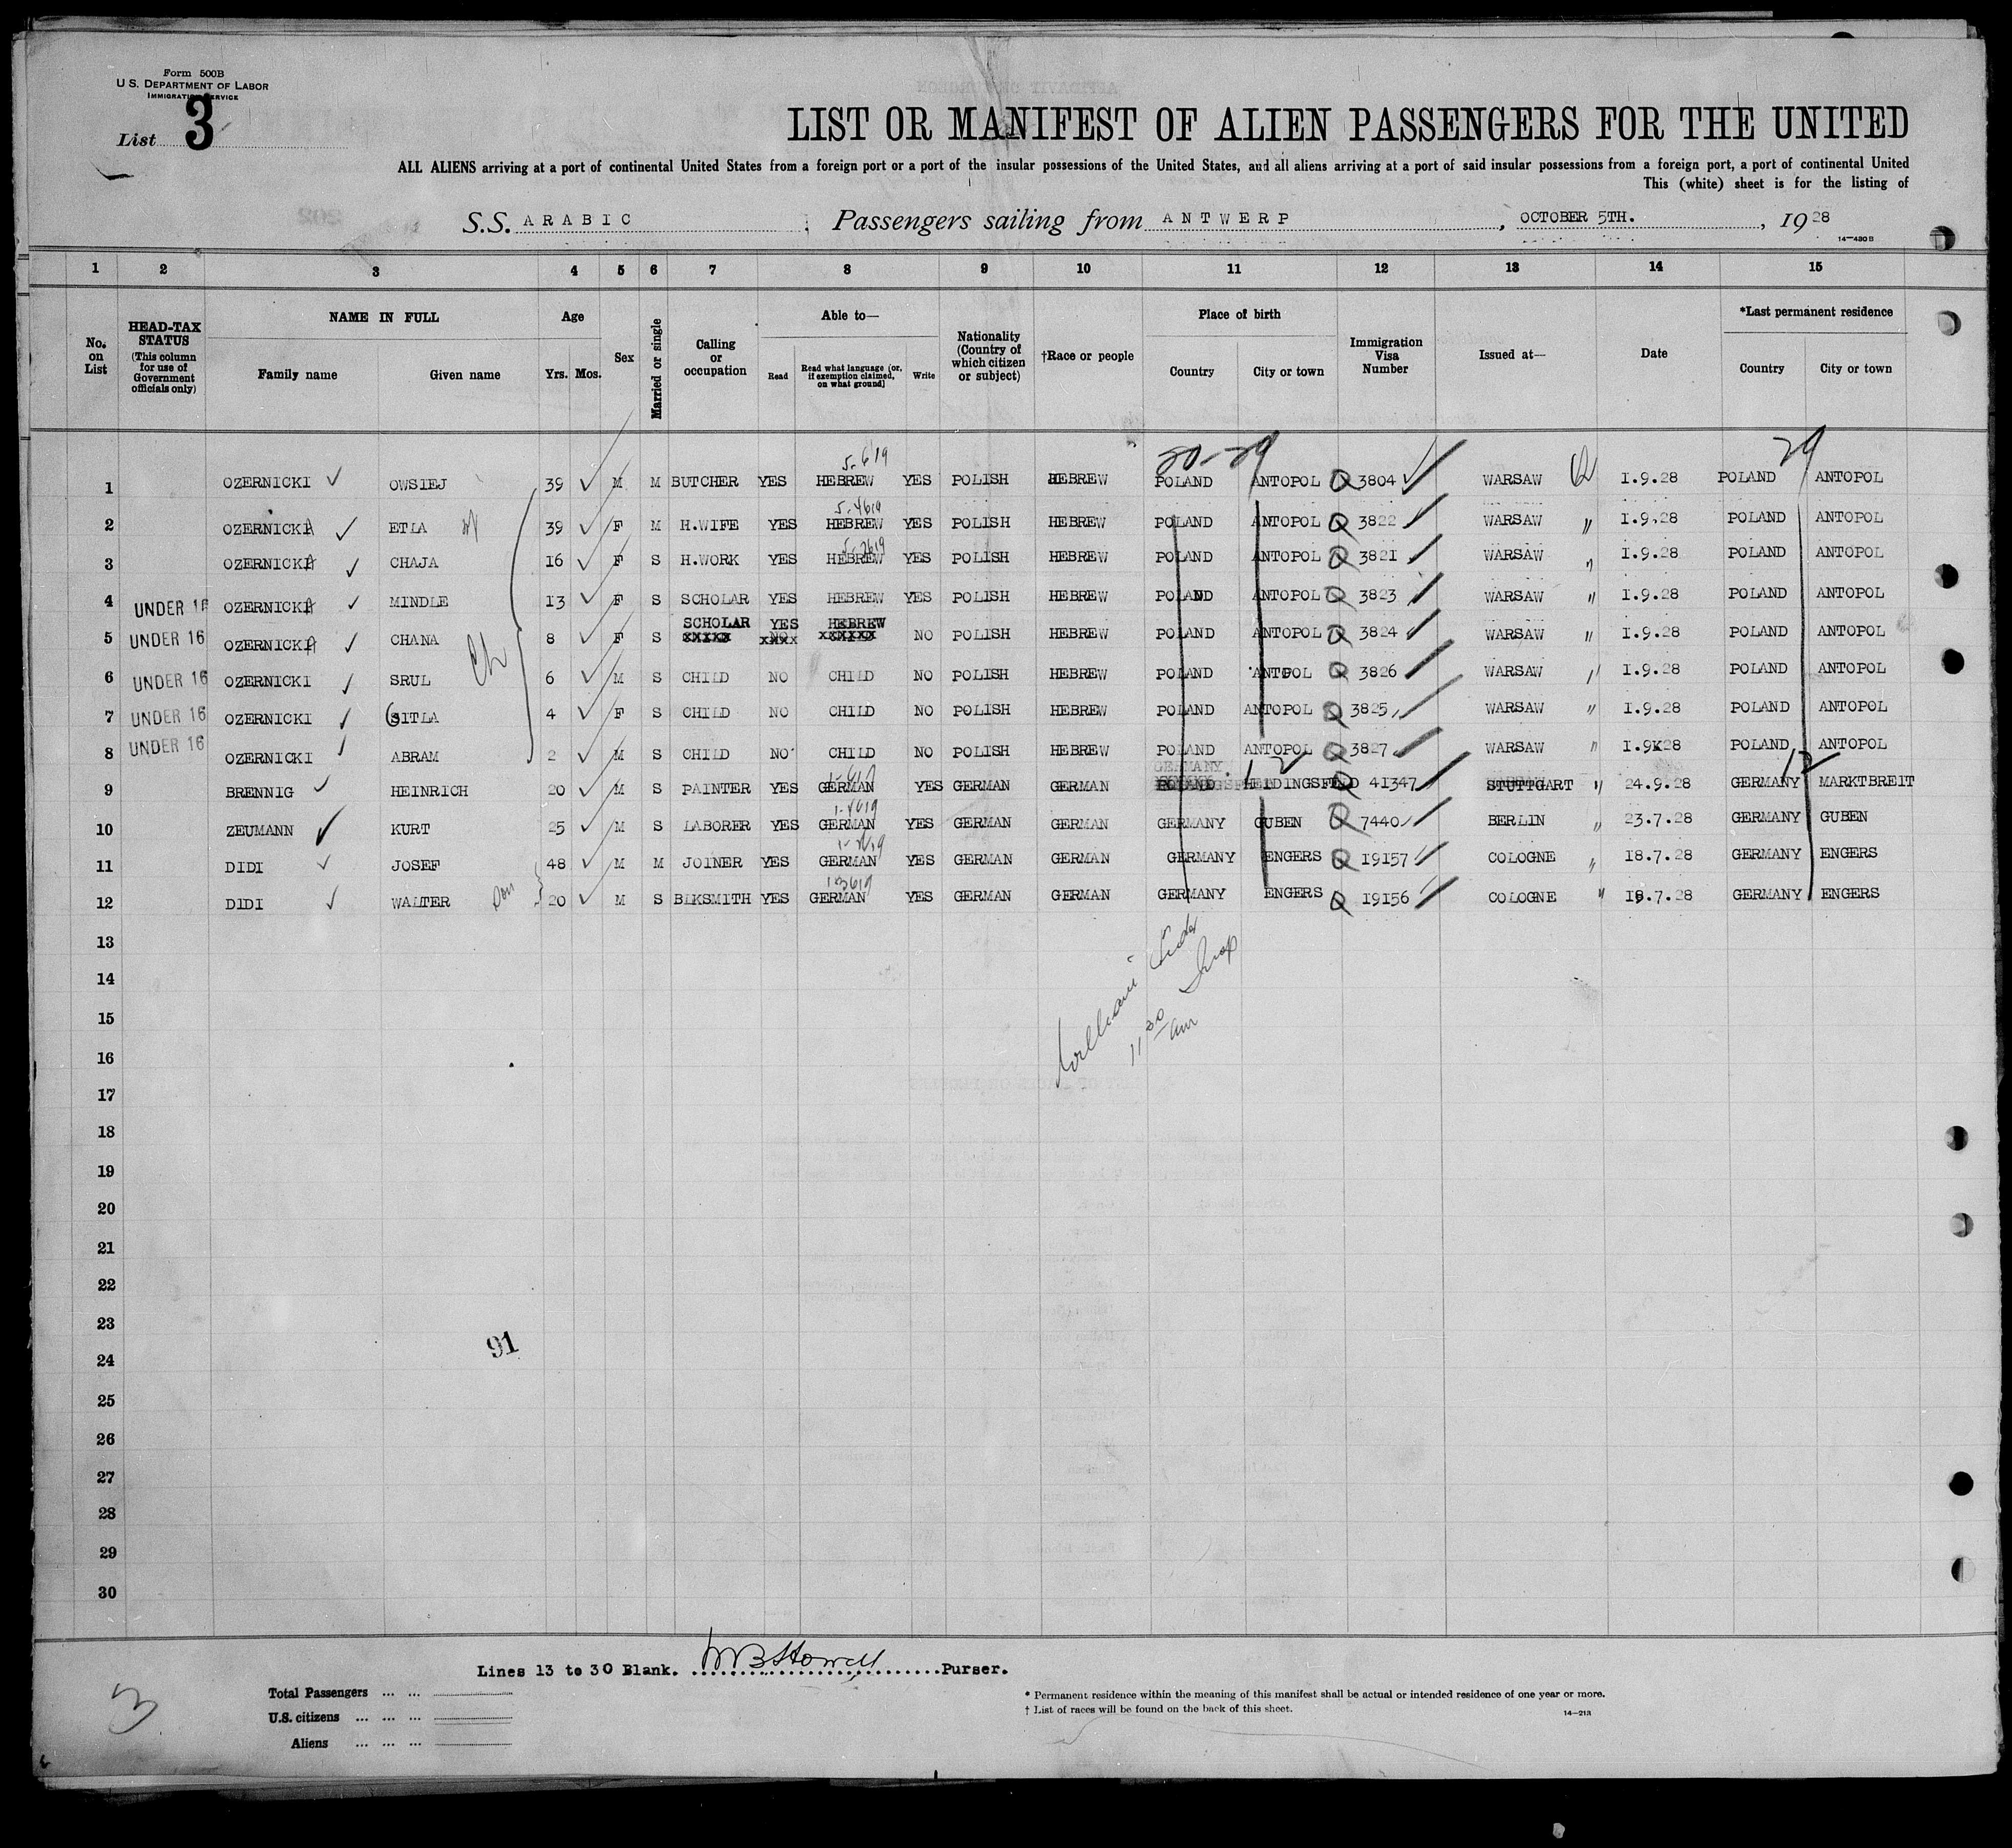 Form 500B
U. S. DEPARTMENT OF LABOR
IMMIGRATION SERVICE
List 3
LIST OR MANIFEST OF ALIEN PASSENGERS FOR THE UNITED
ALL ALIENS arriving at a port of continental United States from a foreign port or a port of the insular possessions of the United States, and all aliens arriving at a port of said insular possessions from a foreign port, a port of continental United
This (white) sheet is for the listing of
S.S. ARABIC Passengers sailing from ANTWERP, OCTOBER 5TH., 1928
14—430B
1 2 3 4 5 6 7 8 9 10 11 12 13 14 15
No. on List
HEAD-TAX STATUS (This column for use of Government officials only)
NAME IN FULL
Family name Given name
Age
Yrs. Mos.
Sex
Married or single
Calling or occupation
Able to—
Read
Read what language (or, if exemption claimed, on what ground)
Write
Nationality (Country of which citizen or subject)
†Race or people
Place of birth
Country City or town
Immigration Visa Number
Issued at—
Date
*Last permanent residence
Country City or town
5-619 20-29 29
1 OZERNICKI OWSIEJ 39 M M BUTCHER YES HEBREW YES POLISH HEBREW POLAND ANTOPOL 3804 WARSAW I.9.28 POLAND ANTOPOL
5-4619
2 OZERNICKA ETLA 39 F M H.WIFE YES HEBREW YES POLISH HEBREW POLAND ANTOPOL 3822 WARSAW " I.9.28 POLAND ANTOPOL
3 OZERNICKA CHAJA 16 F S H.WORK YES HEBREW YES POLISH HEBREW POLAND ANTOPOL 3821 WARSAW " I.9.28 POLAND ANTOPOL
4 UNDER 16 OZERNICKA MINDLE I3 F S SCHOLAR YES HEBREW YES POLISH HEBREW POLAND ANTOPOL 3823 WARSAW " I.9.28 POLAND ANTOPOL
SCHOLAR YES HEBREW
5 UNDER 16 OZERNICKA CHANA 8 F S xxxxx xxxx xxxxxx NO POLISH HEBREW POLAND ANTOPOL 3824 WARSAW " I.9.28 POLAND ANTOPOL
6 UNDER 16 OZERNICKI SRUL 6 M S CHILD NO CHILD NO POLISH HEBREW POLAND ANTOPOL 3826 WARSAW " I.9.28 POLAND ANTOPOL
7 UNDER 16 OZERNICKI GITLA 4 F S CHILD NO CHILD NO POLISH HEBREW POLAND ANTOPOL 3825 WARSAW " I.9.28 POLAND ANTOPOL
8 UNDER 16 OZERNICKI ABRAM 2 M S CHILD NO CHILD NO POLISH HEBREW POLAND ANTOPOL 3827 WARSAW " I.9.28 POLAND ANTOPOL
GERMANY
9 BRENNIG HEINRICH 20 M S PAINTER YES GERMAN YES GERMAN GERMAN HEIDINGSFELD 41347 STUTTGART " 24.9.28 GERMANY MARKTBREIT
10 ZEUMANN KURT 25 M S LABORER YES GERMAN YES GERMAN GERMAN GERMANY GUBEN 7440 BERLIN " 23.7.28 GERMANY GUBEN
11 DIDI JOSEF 48 M M JOINER YES GERMAN YES GERMAN GERMAN GERMANY ENGERS I9157 COLOGNE " I8.7.28 GERMANY ENGERS
12 DIDI WALTER 20 M S BLKSMITH YES GERMAN YES GERMAN GERMAN GERMANY ENGERS I9156 COLOGNE " I8.7.28 GERMANY ENGERS
13
14
15
16
17
18
19
20
21
22
23
91
24
25
26
27
28
29
30
Lines 13 to 30 Blank. Purser.
3
Total Passengers
U.S. citizens
Aliens
* Permanent residence within the meaning of this manifest shall be actual or intended residence of one year or more.
† List of races will be found on the back of this sheet.
14—218